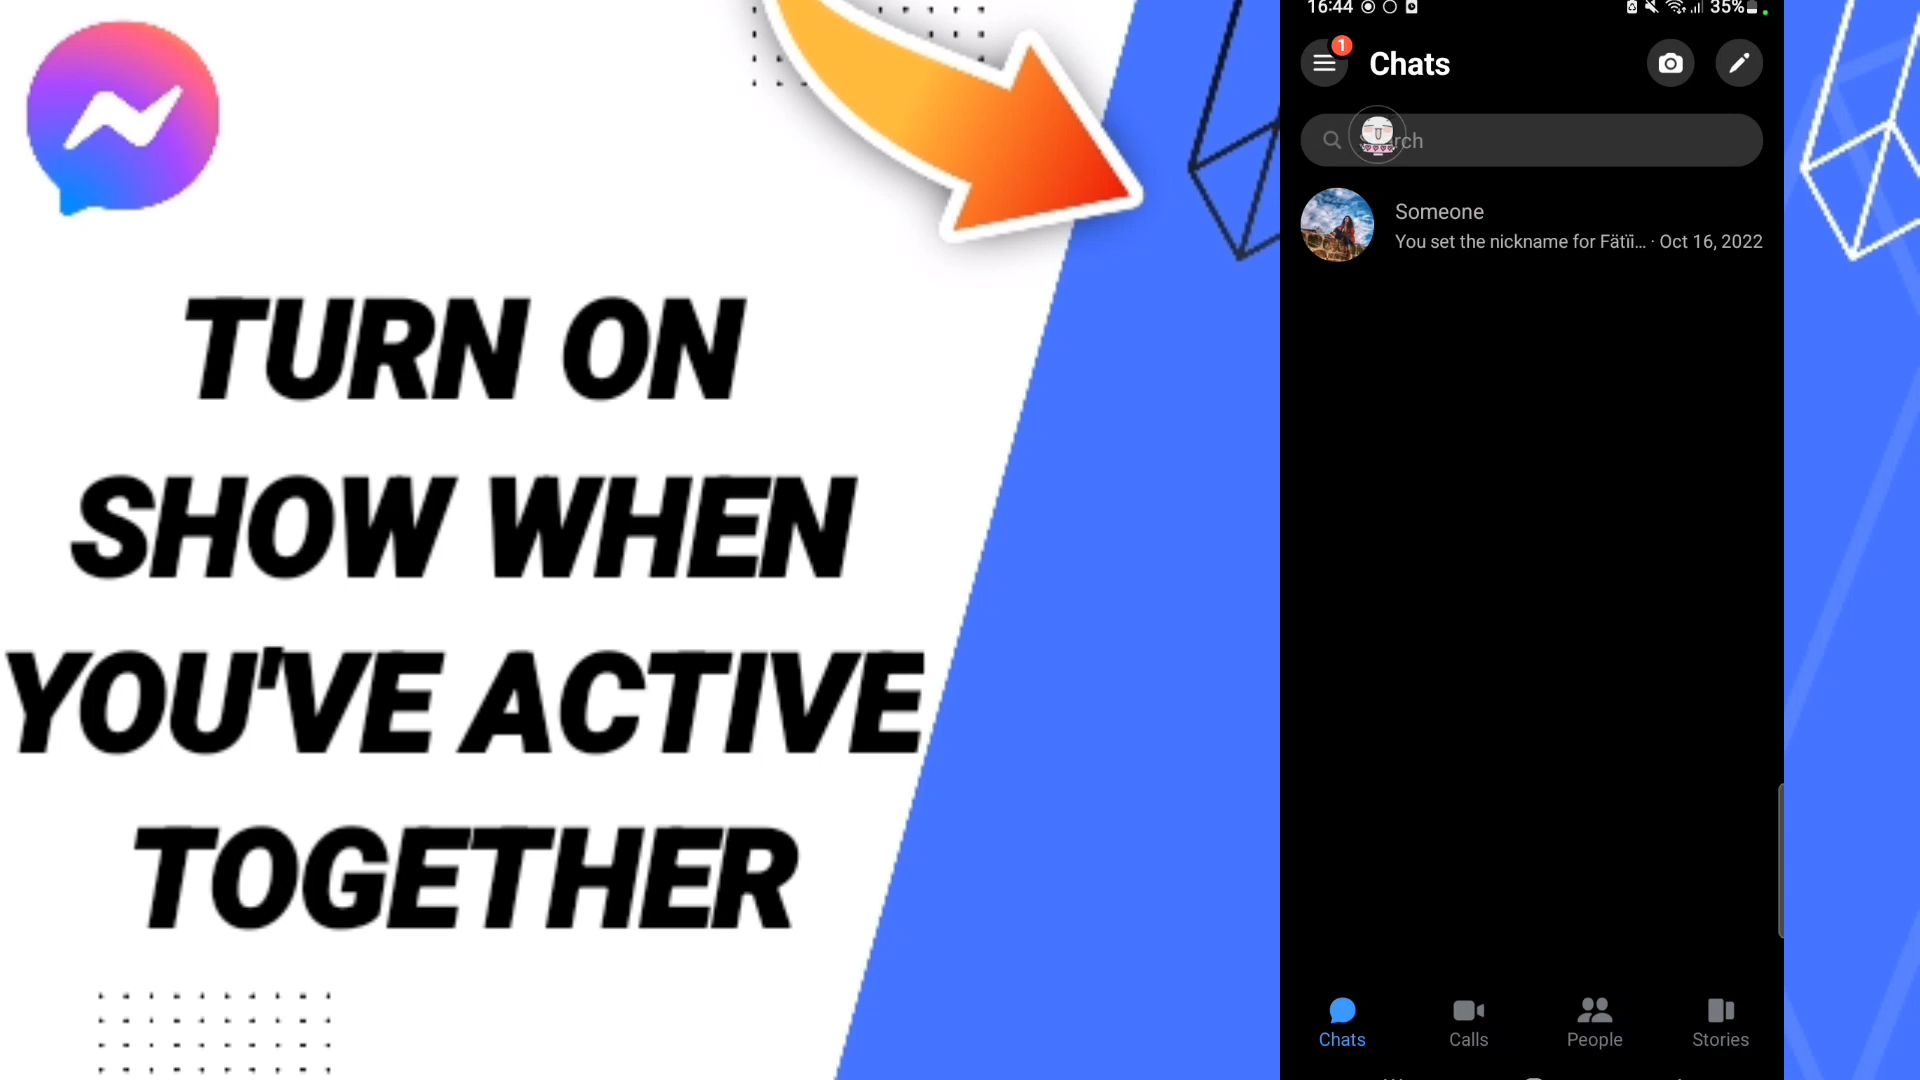 TURN ON
SHOW WHEN
YOU'VE ACTIVE
TOGETHER
16:44
35%
1
Chats
rch
Someone
You set the nickname for Fätïi... · Oct 16, 2022
Chats
Calls
People
Stories